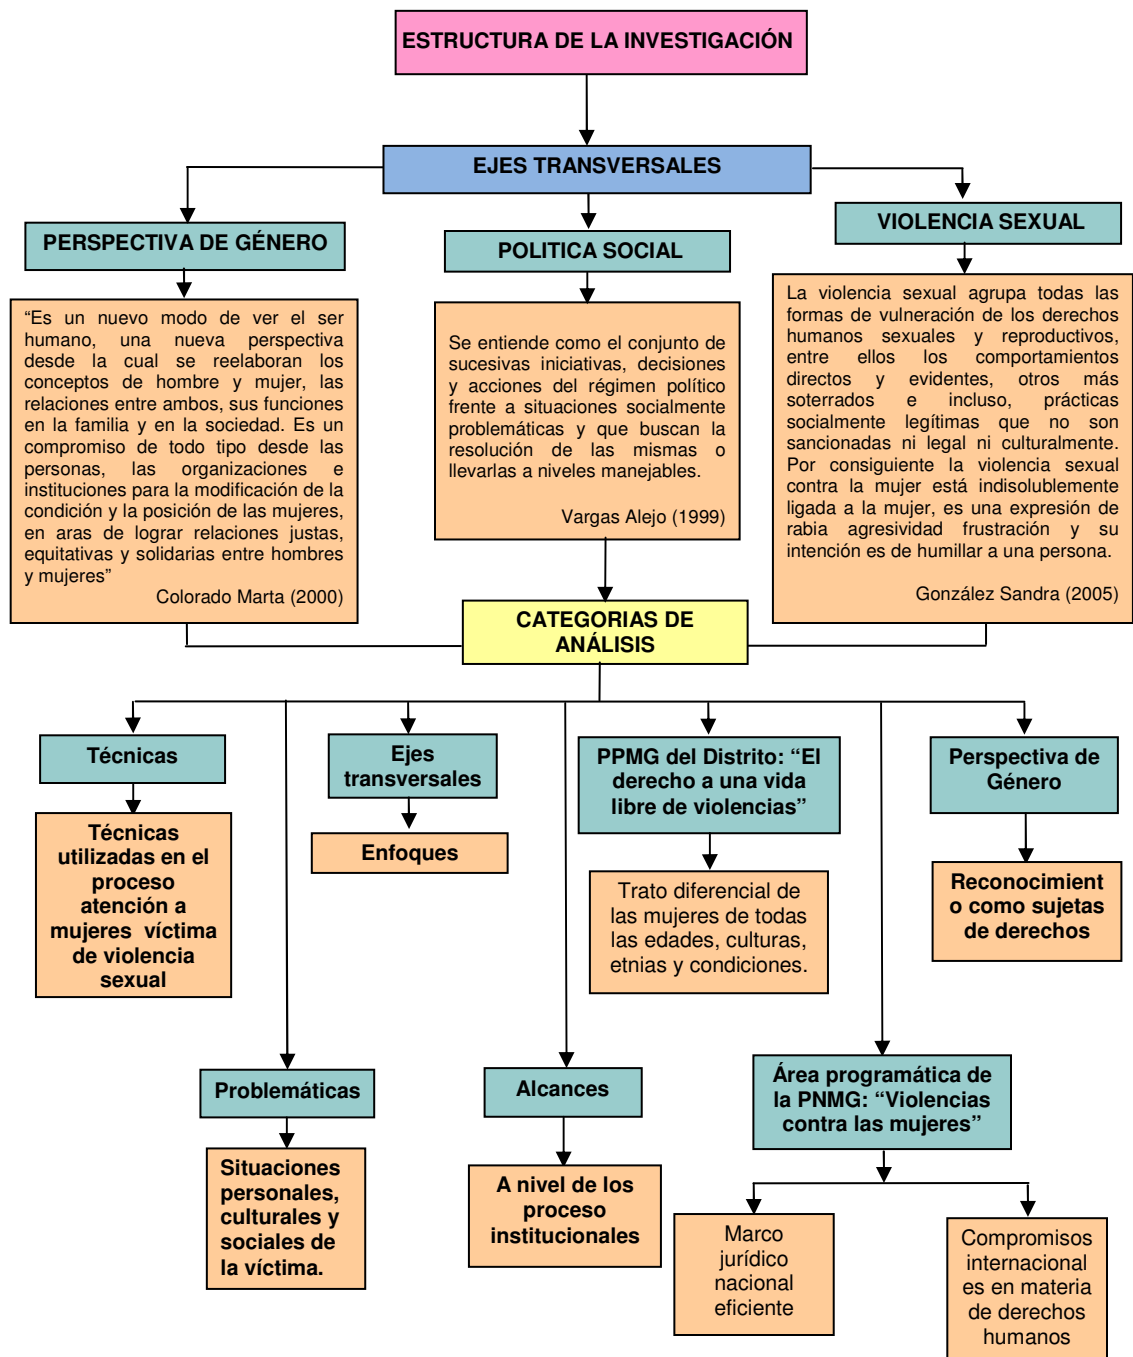 ESTRUCTURA DE LA INVESTIGACIÓN
EJES TRANSVERSALES
PERSPECTIVA DE GÉNERO
“Es un nuevo modo de ver el ser
humano, una nueva perspectiva
desde la cual se reelaboran los
conceptos de hombre y mujer, las
relaciones entre ambos, sus funciones
en la familia y en la sociedad. Es un
compromiso de todo tipo desde las
personas, las organizaciones e
instituciones para la modificación de la
condición y la posición de las mujeres,
en aras de lograr relaciones justas,
equitativas y solidarias entre hombres
y mujeres”
Colorado Marta (2000)
POLITICA SOCIAL
Se entiende como el conjunto de
sucesivas iniciativas, decisiones
y acciones del régimen político
frente a situaciones socialmente
problemáticas y que buscan la
resolución de las mismas o
llevarlas a niveles manejables.
Vargas Alejo (1999)
VIOLENCIA SEXUAL
La violencia sexual agrupa todas las
formas de vulneración de los derechos
humanos sexuales y reproductivos,
entre ellos los comportamientos
directos y evidentes, otros más
soterrados e incluso, prácticas
socialmente legítimas que no son
sancionadas ni legal ni culturalmente.
Por consiguiente la violencia sexual
contra la mujer está indisolublemente
ligada a la mujer, es una expresión de
rabia agresividad frustración y su
intención es de humillar a una persona.
González Sandra (2005)
CATEGORIAS DE
ANÁLISIS
Técnicas
Técnicas
utilizadas en el
proceso
atención a
mujeres víctima
de violencia
sexual
Ejes
transversales
Enfoques
PPMG del Distrito: “El
derecho a una vida
libre de violencias”
Trato diferencial de
las mujeres de todas
las edades, culturas,
etnias y condiciones.
Perspectiva de
Género
Reconocimient
o como sujetas
de derechos
Problemáticas
Situaciones
personales,
culturales y
sociales de
la víctima.
Alcances
A nivel de los
proceso
institucionales
Área programática de
la PNMG: “Violencias
contra las mujeres”
Marco
jurídico
nacional
eficiente
Compromisos
internacional
es en materia
de derechos
humanos